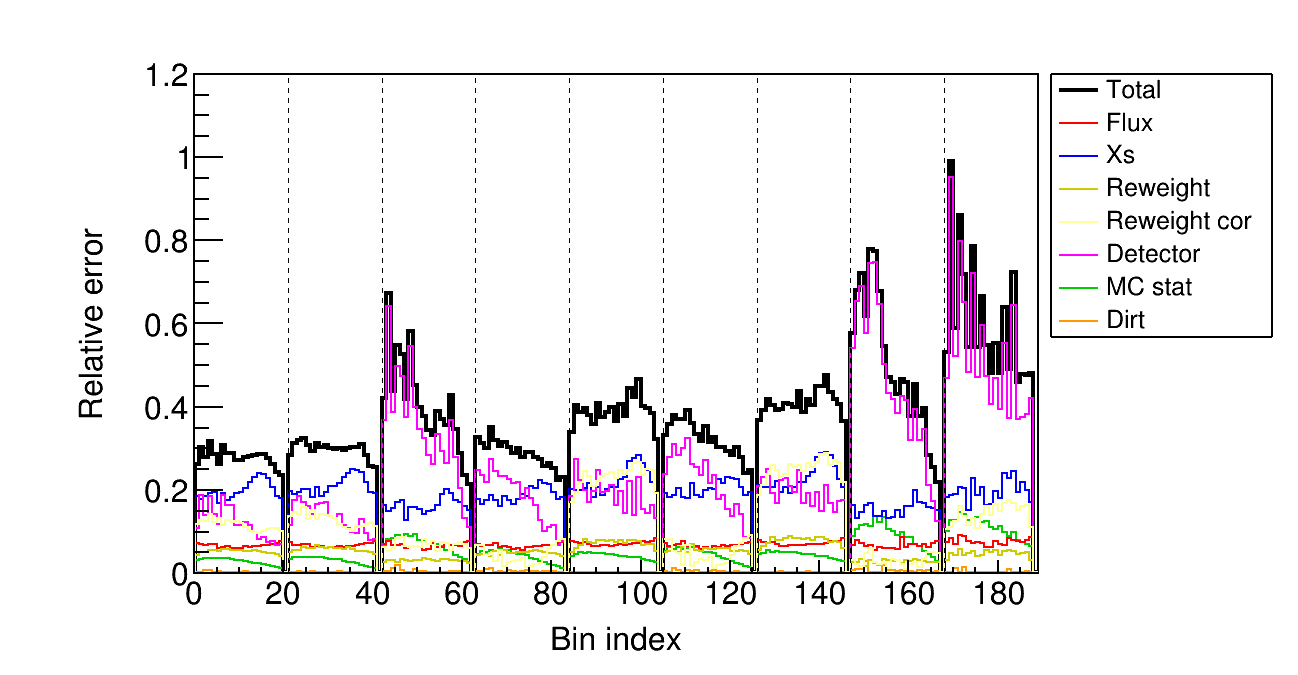 1.2
1
0.8
0.6
0.4
0.2
0
Relative error
0 20 40 60 80 100 120 140 160 180
Bin index
Total
Flux
Xs
Reweight
Reweight cor
Detector
MC stat
Dirt